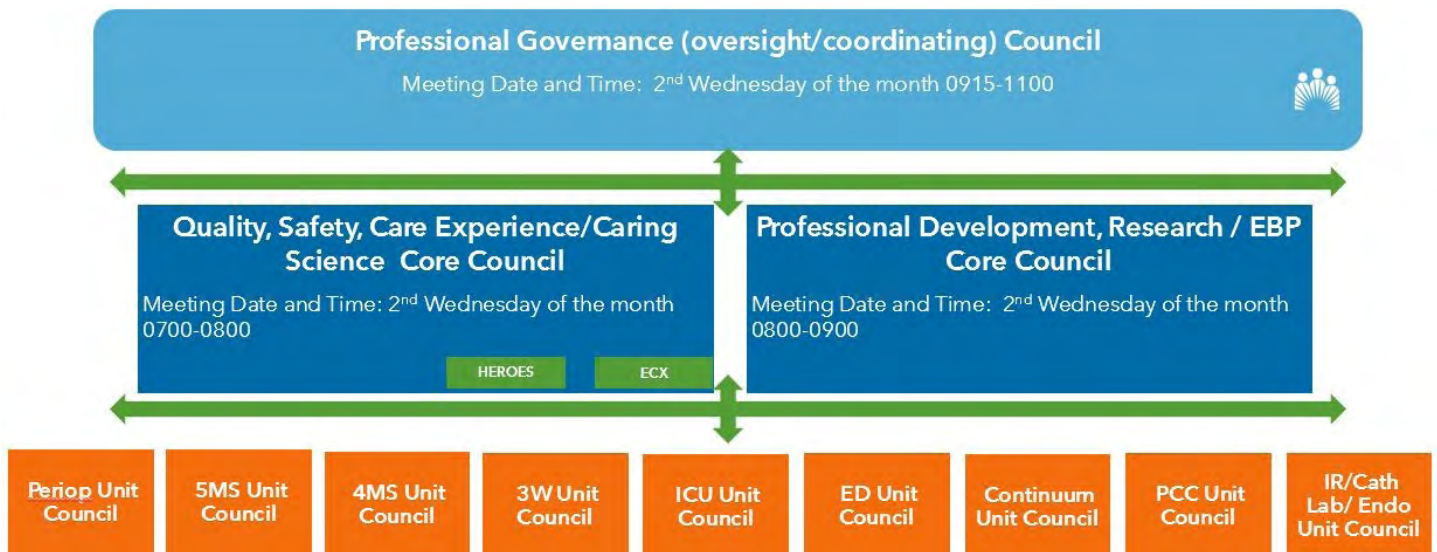 Professional Governance (oversight/coordinating) Council
Meeting Date and Time: 2nd Wednesday of the month 0915-1100
Quality, Safety, Care Experience/Caring
Science Core Council
Meeting Date and Time: 2nd Wednesday of the month
0700-0800
HEROES
ECX
Professional Development, Research / EBP
Core Council
Meeting Date and Time: 2nd Wednesday of the month
0800-0900
Periop Unit
Council
5MS Unit
Council
4MS Unit
Council
3W Unit
Council
ICU Unit
Council
ED Unit
Council
Continuum
Unit Council
PCC Unit
Council
IR/Cath
Lab/ Endo
Unit Council